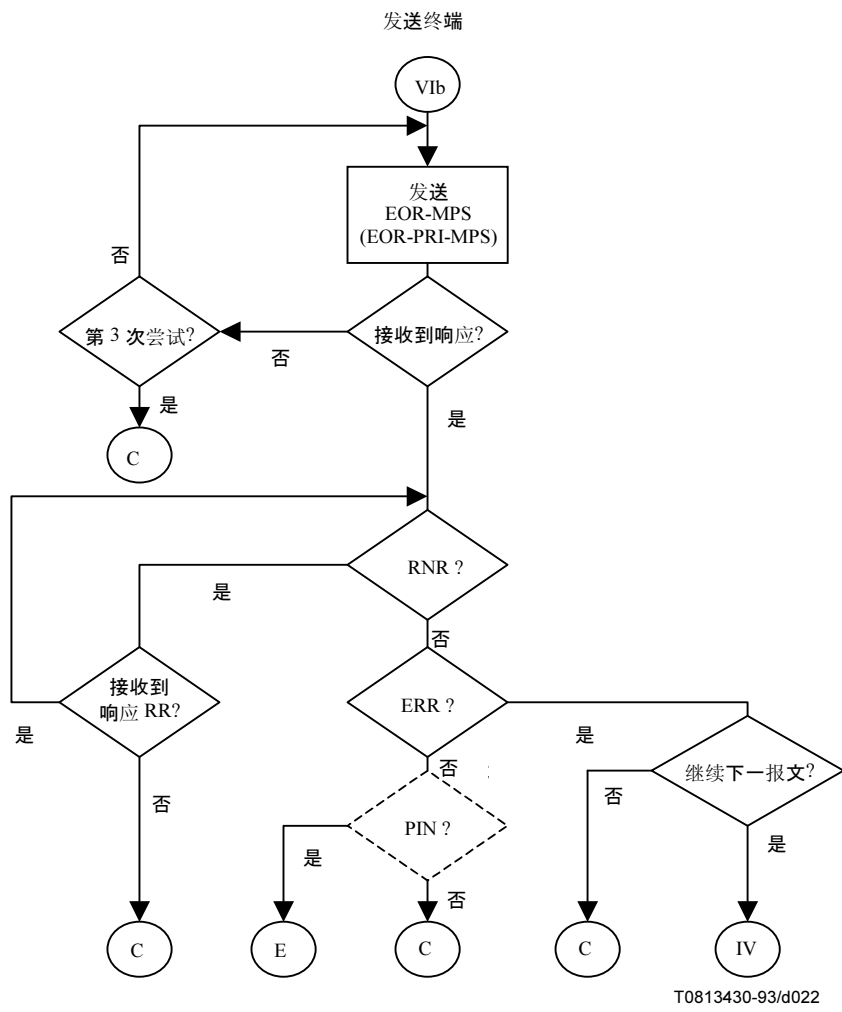 发送终端
VIb
发送
EOR-MPS
(EOR-PRI-MPS)
否
第 3 次尝试?
否
接收到响应?
是
C
是
RNR ?
是
否
接收到
响应 RR?
是
ERR ?
是
否
继续下一报文?
否
否
PIN ?
是
是
否
C
E
C
C
IV
T0813430-93/d022